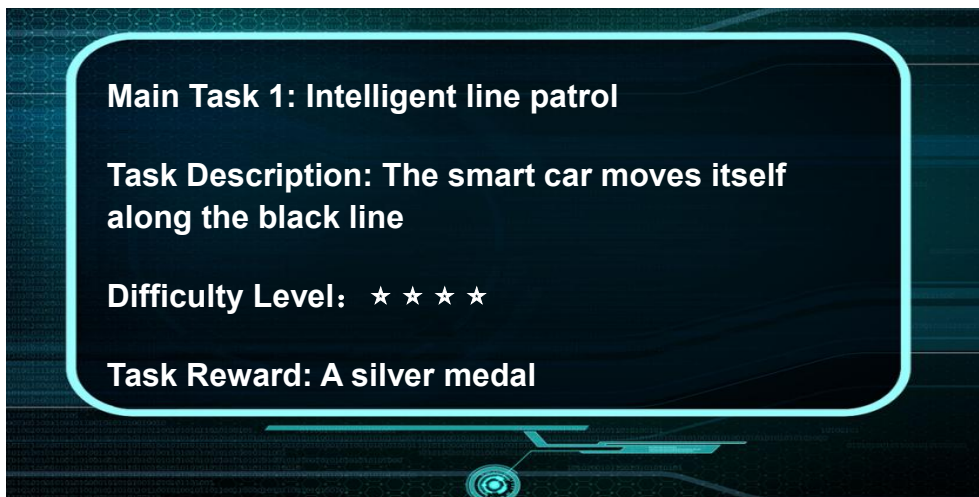 Main Task 1: Intelligent line patrol
Task Description: The smart car moves itself
along the black line
Difficulty Level： ★ ★ ★ ★
Task Reward: A silver medal